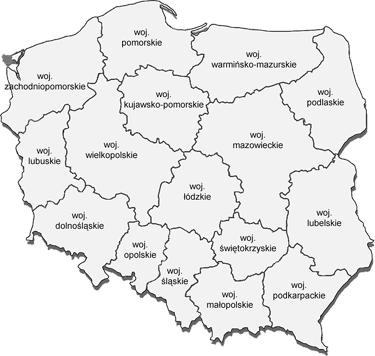 woj.
pomorskie
woj.
warmińsko-mazurskie
woj.
zachodniopomorskie
woj.
kujawsko-pomorskie
woj.
podlaskie
woj.
mazowieckie
woj.
wielkopolskie
woj.
lubuskie
woj.
łódzkie
woj.
dolnośląskie
woj.
lubelskie
woj.
opolskie
woj.
świętokrzyskie
woj.
śląskie
woj.
małopolskie
woj.
podkarpackie